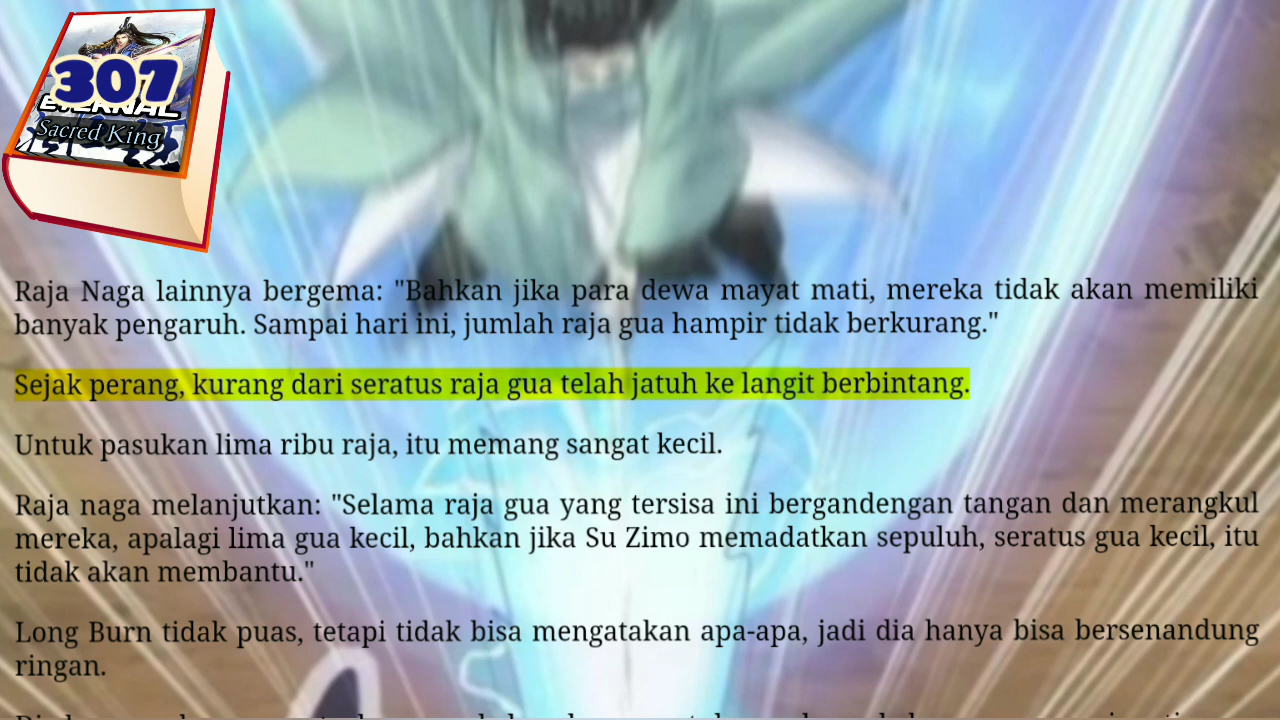 307
ETERNAL
Sacred King
Raja Naga lainnya bergema: "Bahkan jika para dewa mayat mati, mereka tidak akan memiliki
banyak pengaruh. Sampai hari ini, jumlah raja gua hampir tidak berkurang."
Sejak perang, kurang dari seratus raja gua telah jatuh ke langit berbintang.
Untuk pasukan lima ribu raja, itu memang sangat kecil.
Raja naga melanjutkan: "Selama raja gua yang tersisa ini bergandengan tangan dan merangkul
mereka, apalagi lima gua kecil, bahkan jika Su Zimo memadatkan sepuluh, seratus gua kecil, itu
tidak akan membantu."
Long Burn tidak puas, tetapi tidak bisa mengatakan apa-apa, jadi dia hanya bisa bersenandung
ringan.